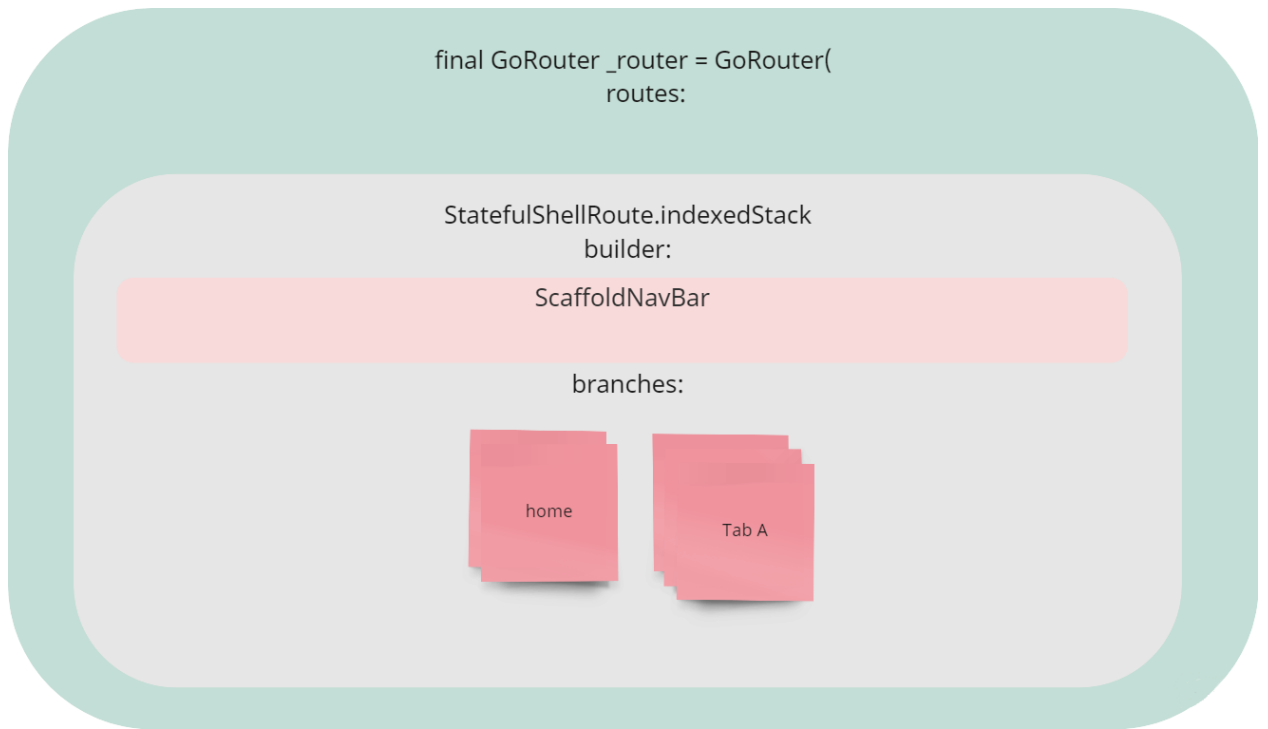 final GoRouter _router = GoRouter(
routes:
StatefulShellRoute.indexedStack
builder:
ScaffoldNavBar
branches:
home
Tab A